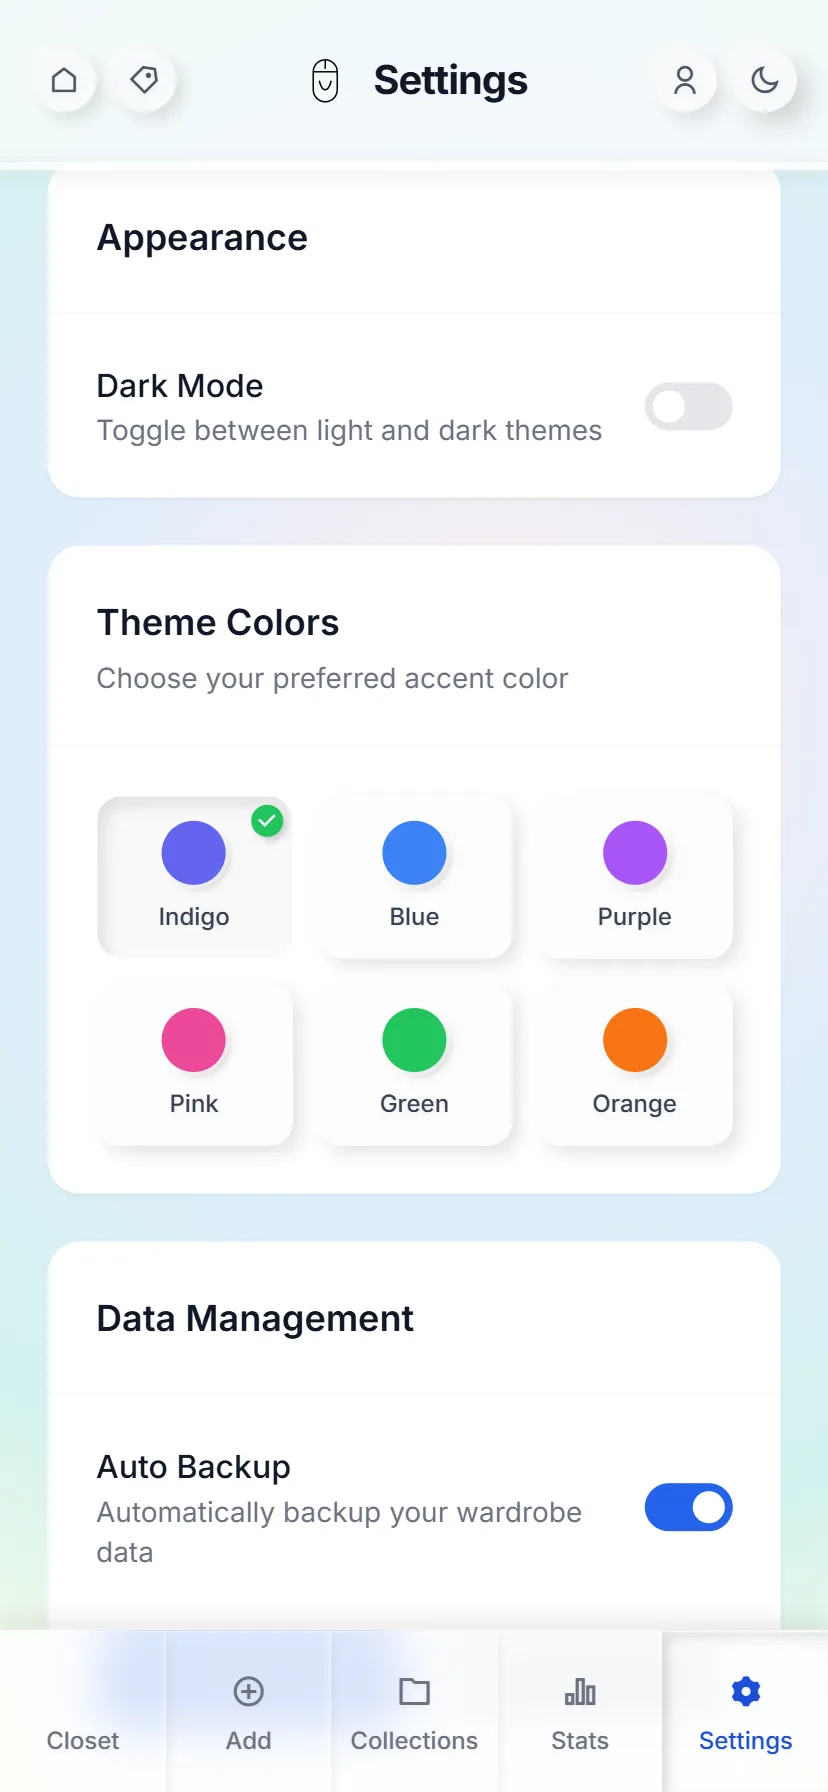 Settings
Appearance
Dark Mode
Toggle between light and dark themes
Theme Colors
Choose your preferred accent color
Indigo
Blue
Purple
Pink
Green
Orange
Data Management
Auto Backup
Automatically backup your wardrobe
data
Closet
Add
Collections
Stats
Settings